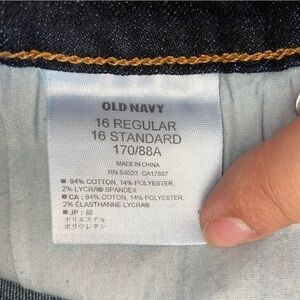 OLD NAVY
16 REGULAR
16 STANDARD
170/88A
MADE IN CHINA
RN 54023 CA17897
■ 84% COTTON, 14% POLYESTER,
2% LYCRA® SPANDEX
■ CA : 84% COTON, 14% POLYESTER,
2% ÉLASTHANNE LYCRA®
■ JP : 綿
ポリエステル
ポリウレタン